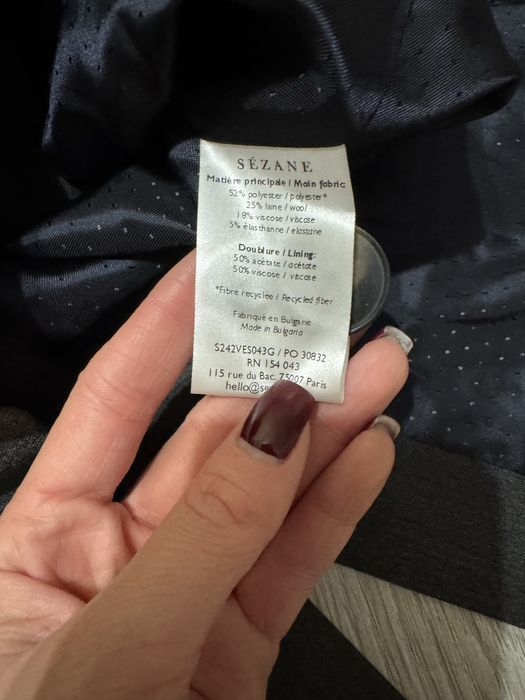 SÉZANE
Matière principale / Main fabric
52% polyester / polyester*
25% laine / wool
18% viscose / viscose
5% élasthanne / elastane
Doublure / Lining:
50% acétate / acétate
50% viscose / viscose
*Fibre recyclée / Recycled fiber
Fabriqué en Bulgarie
Made in Bulgaria
S242VES043G / PO 30832
RN 154 043
115 rue du Bac, 75007 Paris